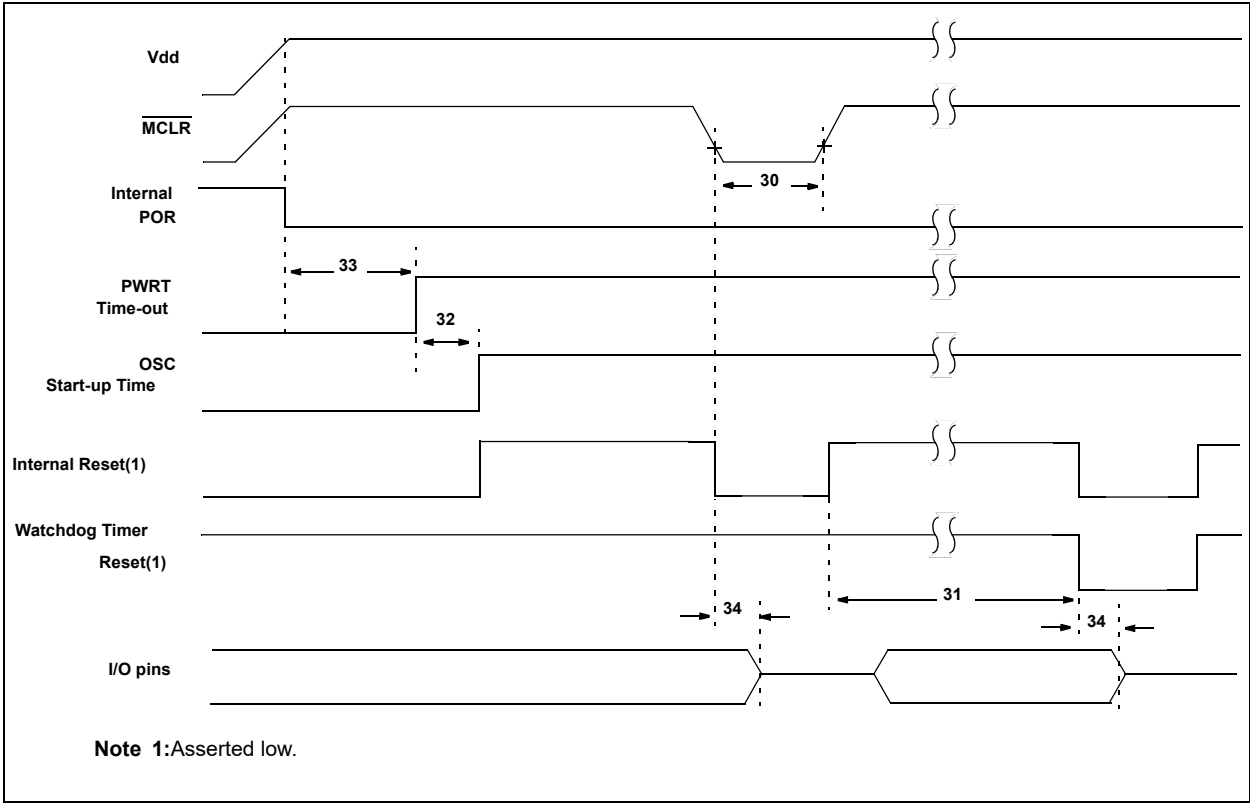 Vdd
MCLR
30
Internal
POR
33
PWRT
Time-out
32
OSC
Start-up Time
Internal Reset(1)
Watchdog Timer
Reset(1)
31
34
34
I/O pins
Note 1:Asserted low.